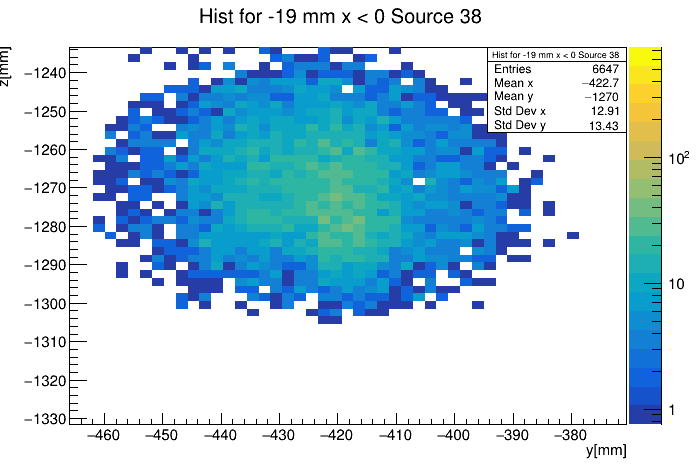 Hist for -19 mm x < 0 Source 38
z[mm]
Hist for -19 mm x < 0 Source 38
Entries 6647
Mean x −422.7
Mean y −1270
Std Dev x 12.91
Std Dev y 13.43
−1240
−1250
−1260
−1270
−1280
−1290
−1300
−1310
−1320
−1330
10²
10
1
−460 −450 −440 −430 −420 −410 −400 −390 −380
y[mm]